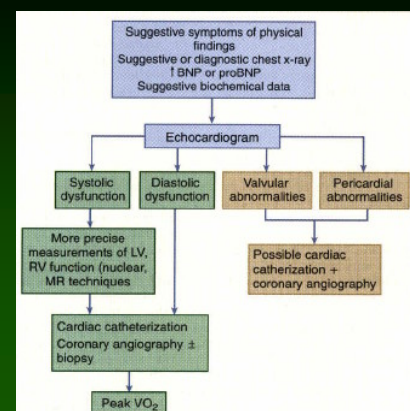 Suggestive symptoms of physical
findings
Suggestive or diagnostic chest x-ray
↑ BNP or proBNP
Suggestive biochemical data
Echocardiogram
Systolic
dysfunction
Diastolic
dysfunction
Valvular
abnormalities
Pericardial
abnormalities
More precise
measurements of LV,
RV function (nuclear,
MR techniques
Possible cardiac
catherization +
coronary angiography
Cardiac catheterization
Coronary angiography ±
biopsy
Peak VO₂